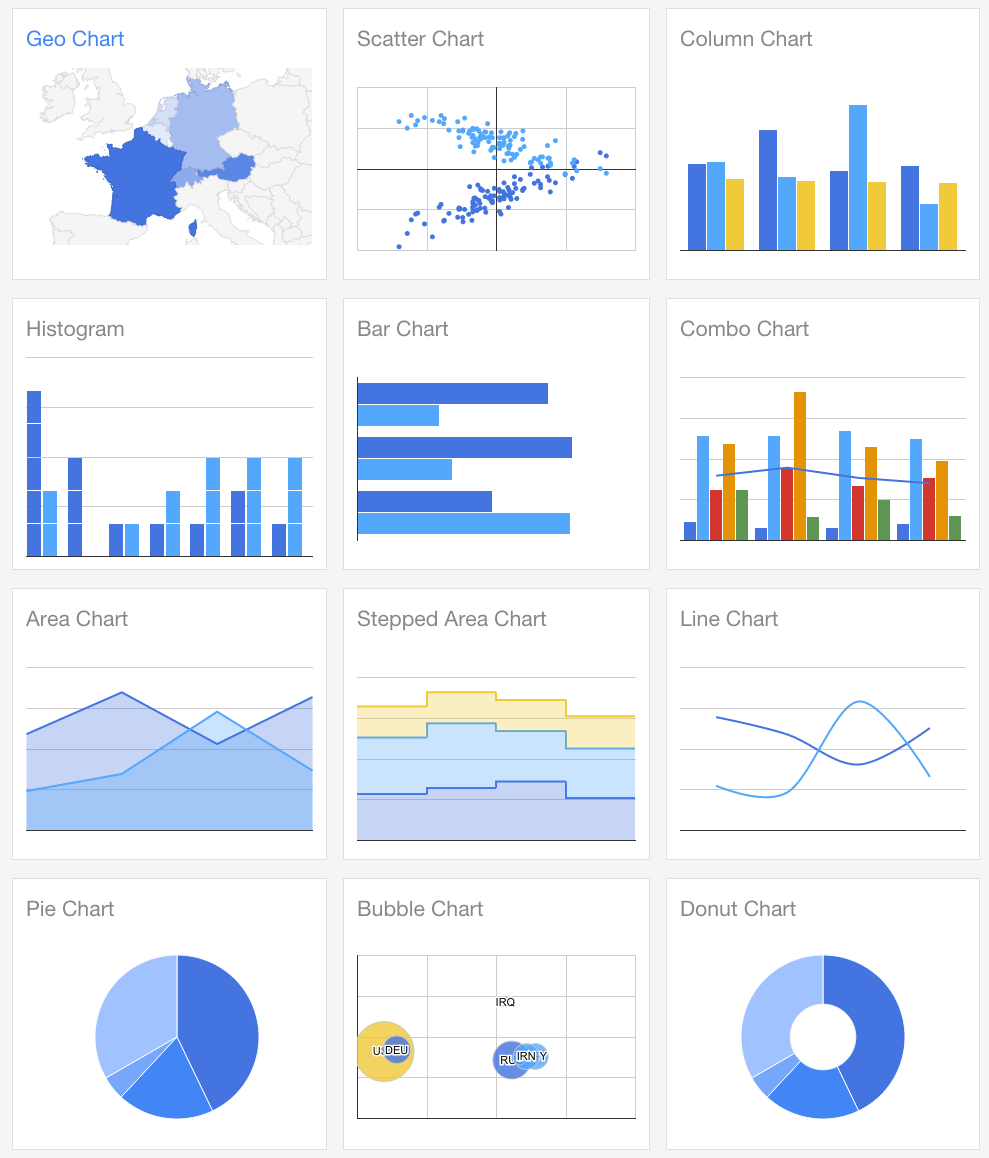 Geo Chart
Scatter Chart
Column Chart
Histogram
Bar Chart
Combo Chart
Area Chart
Stepped Area Chart
Line Chart
Pie Chart
Bubble Chart
Donut Chart
IRQ
DEU
IRN